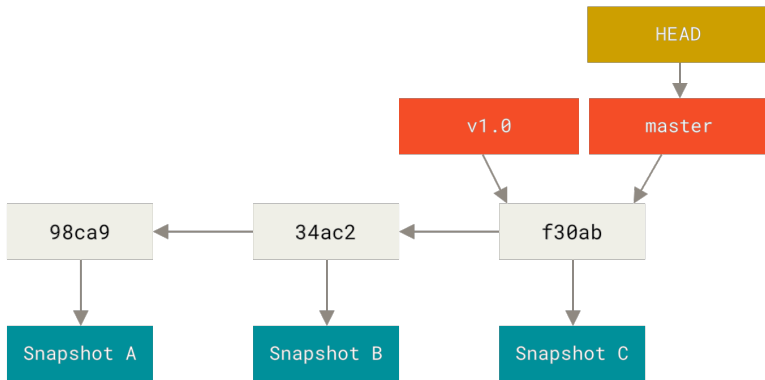 HEAD
v1.0
master
98ca9
34ac2
f30ab
Snapshot A
Snapshot B
Snapshot C